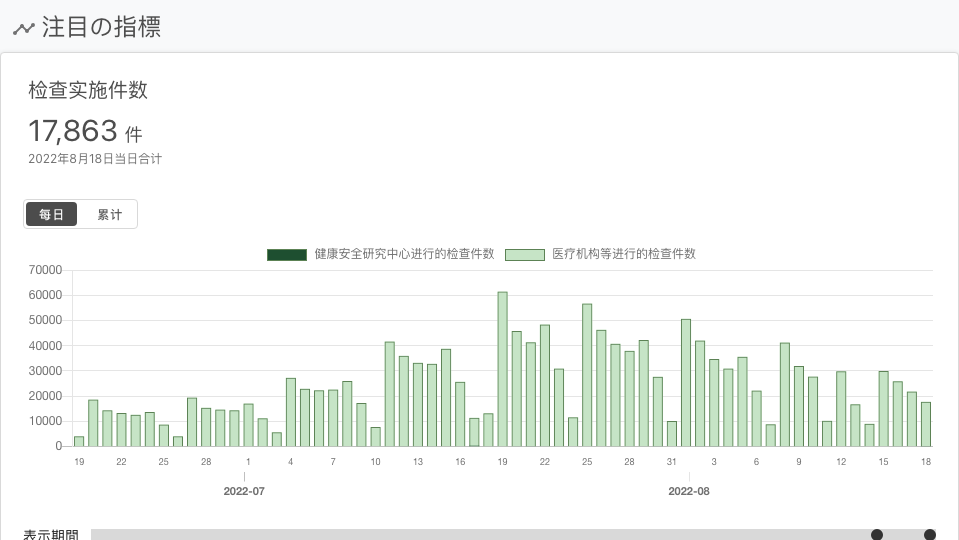 注目の指標
检查实施件数
17,863 件
2022年8月18日当日合计
每日 累计
健康安全研究中心进行的检查件数 医疗机构等进行的检查件数
70000
60000
50000
40000
30000
20000
10000
0
19 22 25 28 1 4 7 10 13 16 19 22 25 28 31 3 6 9 12 15 18
2022-07 2022-08
表示期間